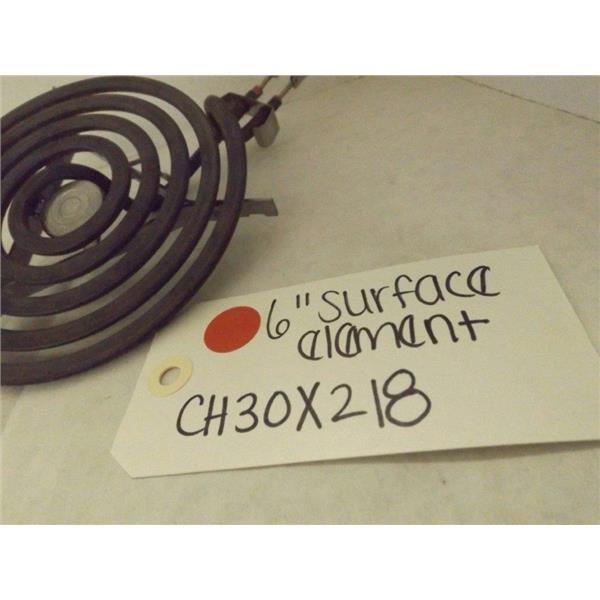 6" surface
element
CH30X218